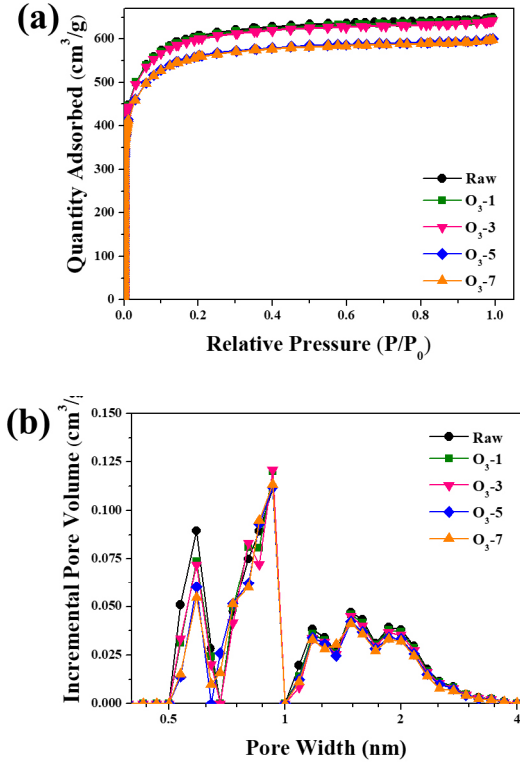 (a)
Quantity Adsorbed (cm³/g)
600
500
400
300
200
100
0
Raw
O₃-1
O₃-3
O₃-5
O₃-7
0.0 0.2 0.4 0.6 0.8 1.0
Relative Pressure (P/P₀)
(b)
Incremental Pore Volume (cm³/g)
0.150
0.125
0.100
0.075
0.050
0.025
0.000
Raw
O₃-1
O₃-3
O₃-5
O₃-7
0.5 1 2 4
Pore Width (nm)